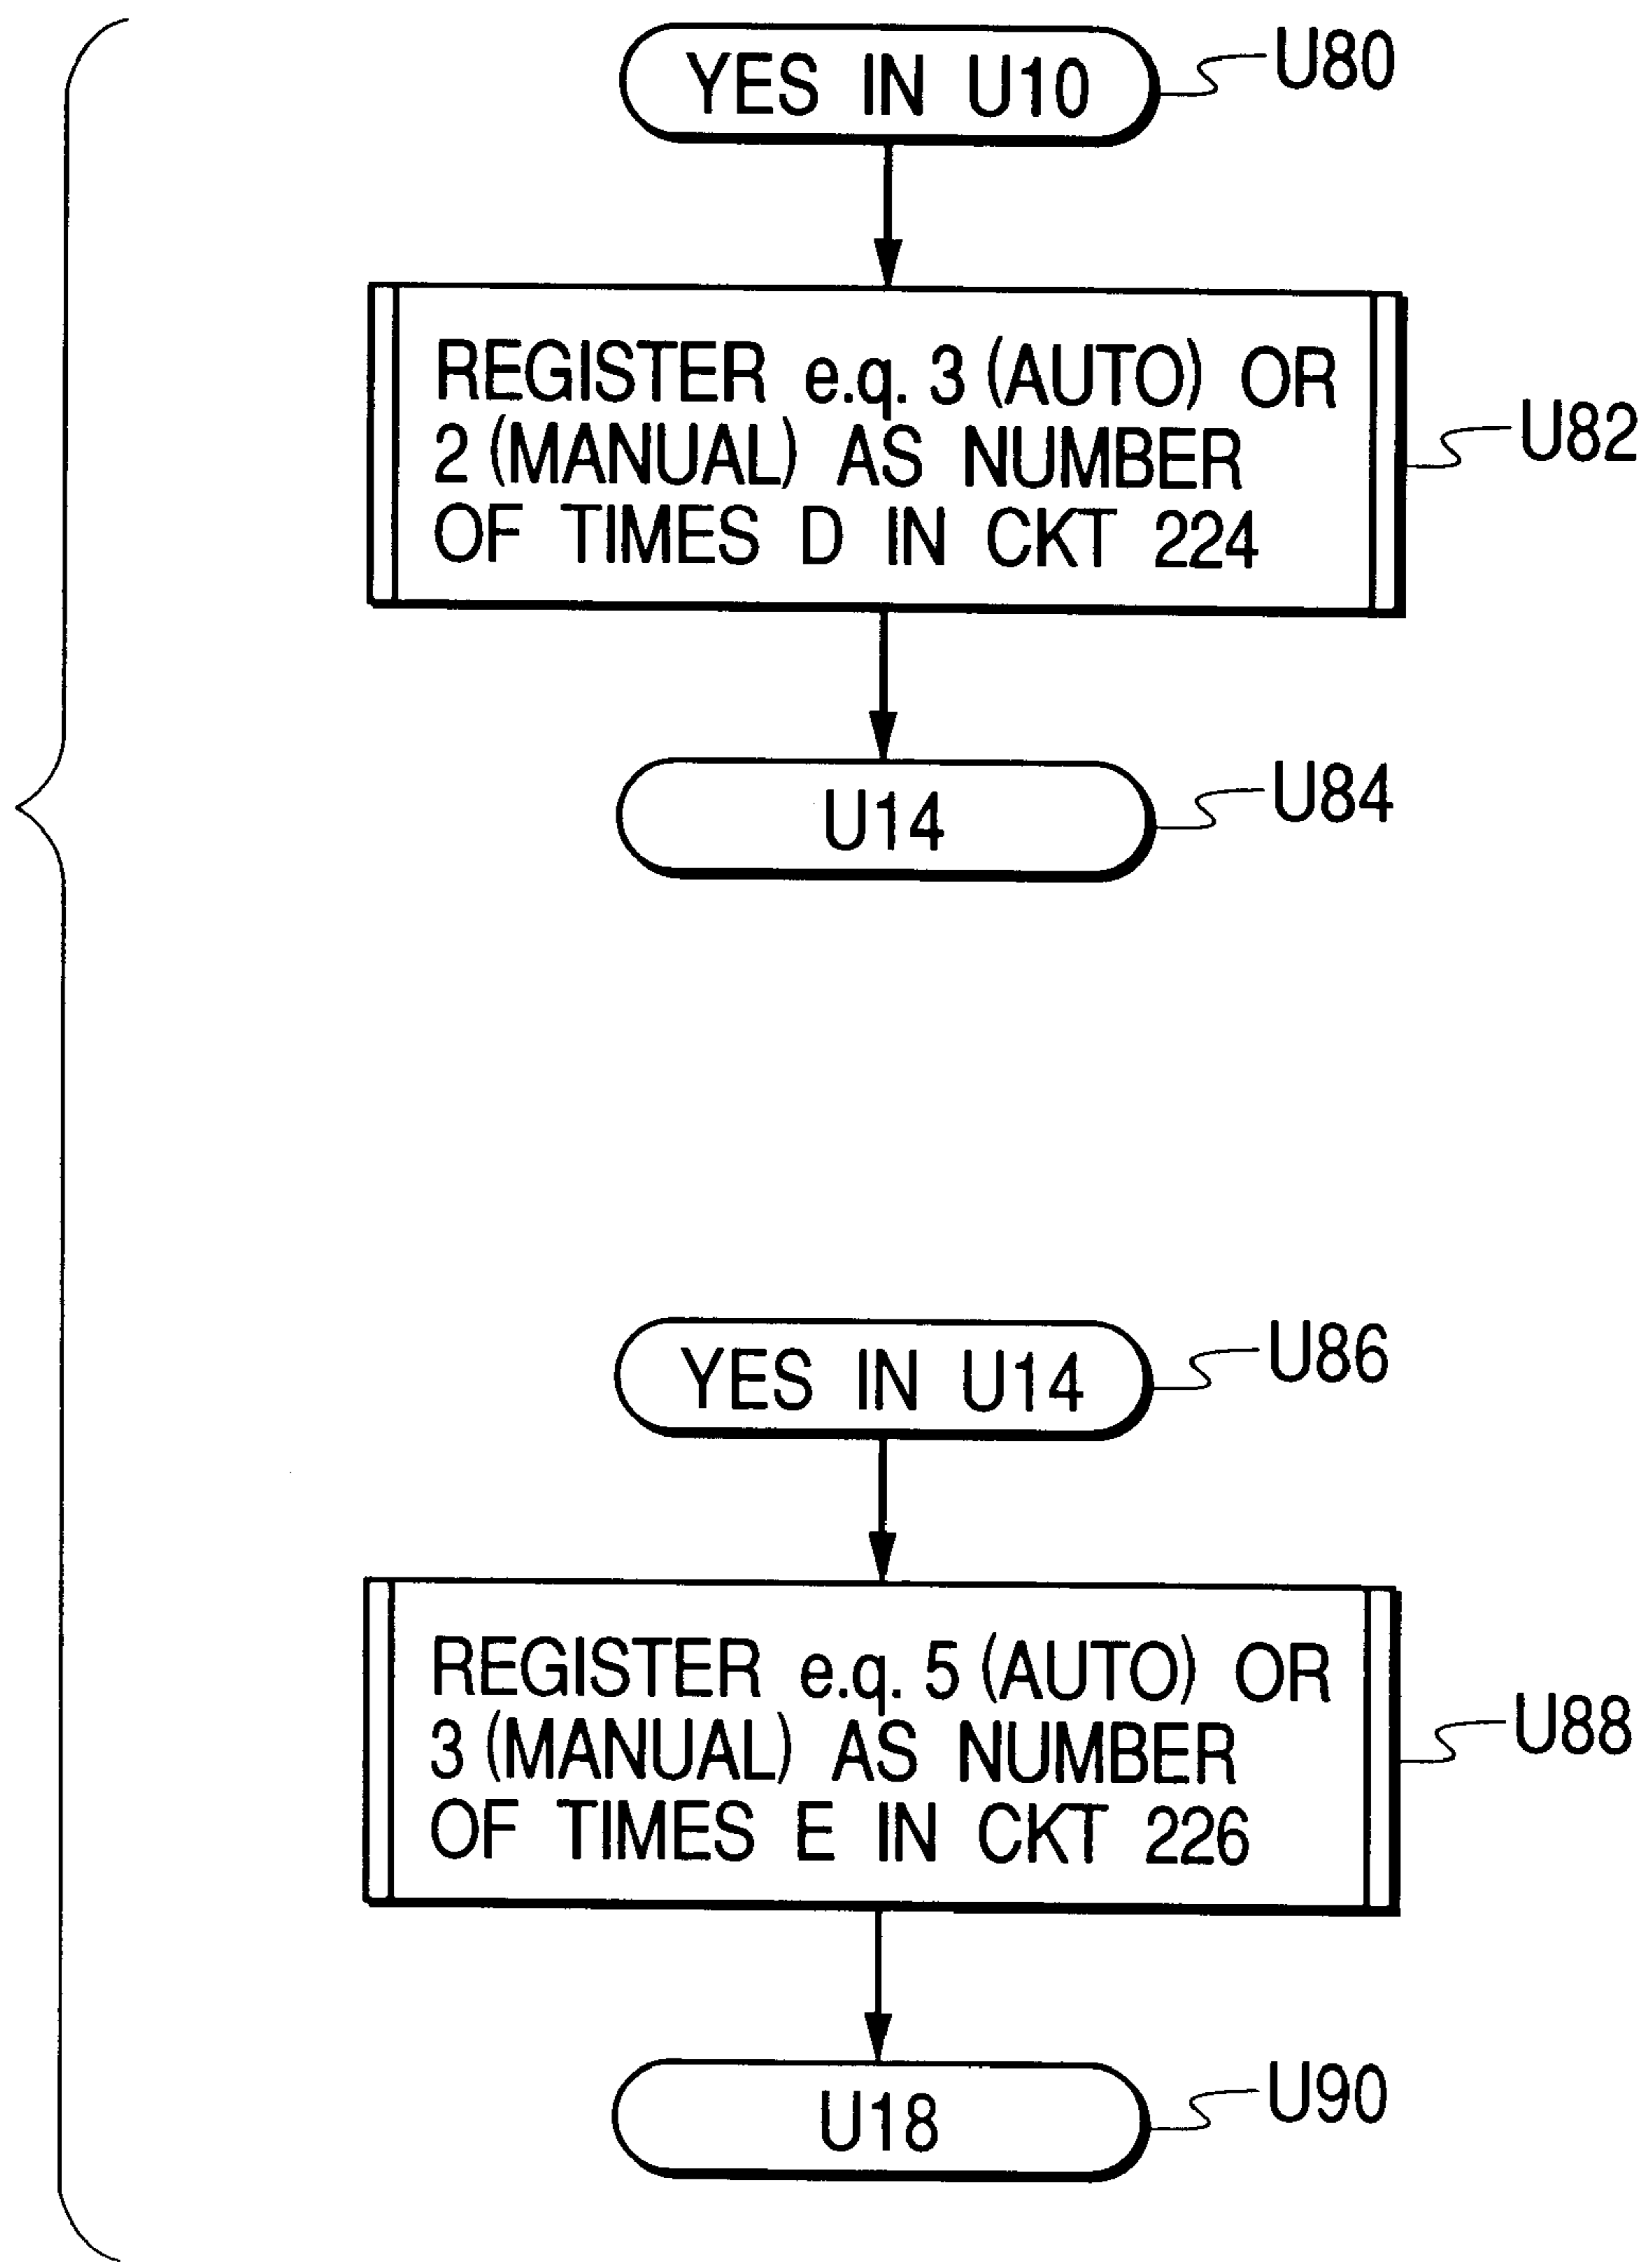 YES IN U10
U80
REGISTER e.q. 3 (AUTO) OR
2 (MANUAL) AS NUMBER
OF TIMES D IN CKT 224
U82
U14
U84
YES IN U14
U86
REGISTER e.q. 5 (AUTO) OR
3 (MANUAL) AS NUMBER
OF TIMES E IN CKT 226
U88
U18
U90